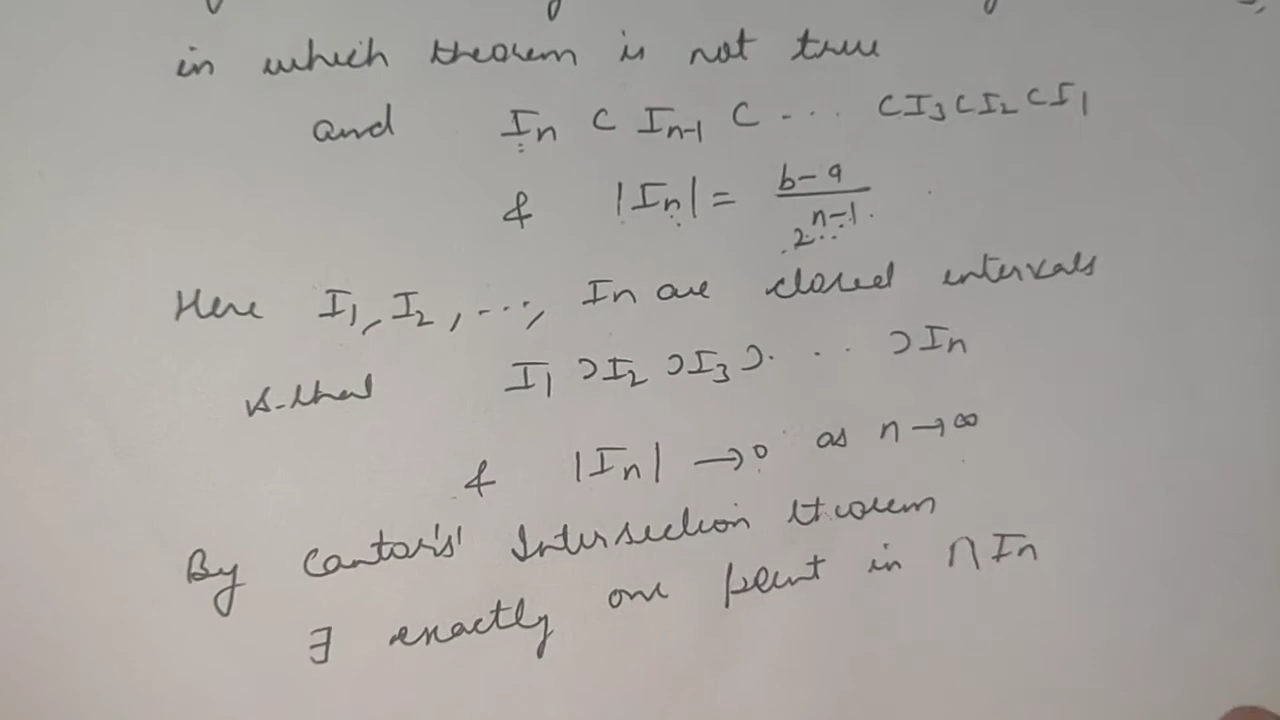 in which theorem is not true
and Iₙ ⊂ Iₙ₋₁ ⊂ ... ⊂I₃⊂I₂⊂I₁
& |Iₙ| = (b-a)/2ⁿ⁻¹.
Here I₁, I₂, ..., In are closed intervals
s.that I₁ ⊃I₂ ⊃I₃ ⊃... ⊃Iₙ
& |Iₙ| → 0 as n→∞
By Cantor's' Intersection theorem
∃ exactly one point in ∩ In